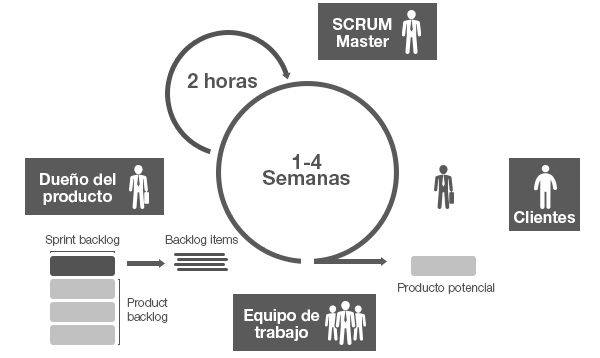 SCRUM
Master
2 horas
1-4
Semanas
Dueño del
producto
Clientes
Sprint backlog
Backlog items
Product
backlog
Producto potencial
Equipo de
trabajo